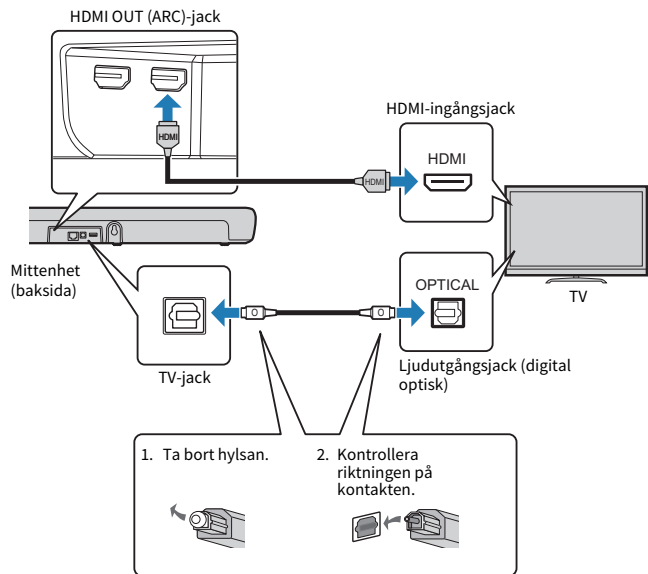 HDMI OUT (ARC)-jack
HDMI-ingångsjack
HDMI
HDMI
HDMI
Mittenhet
(baksida)
OPTICAL
TV
TV-jack
Ljudutgångsjack (digital
optisk)
1. Ta bort hylsan.
2. Kontrollera
riktningen på
kontakten.